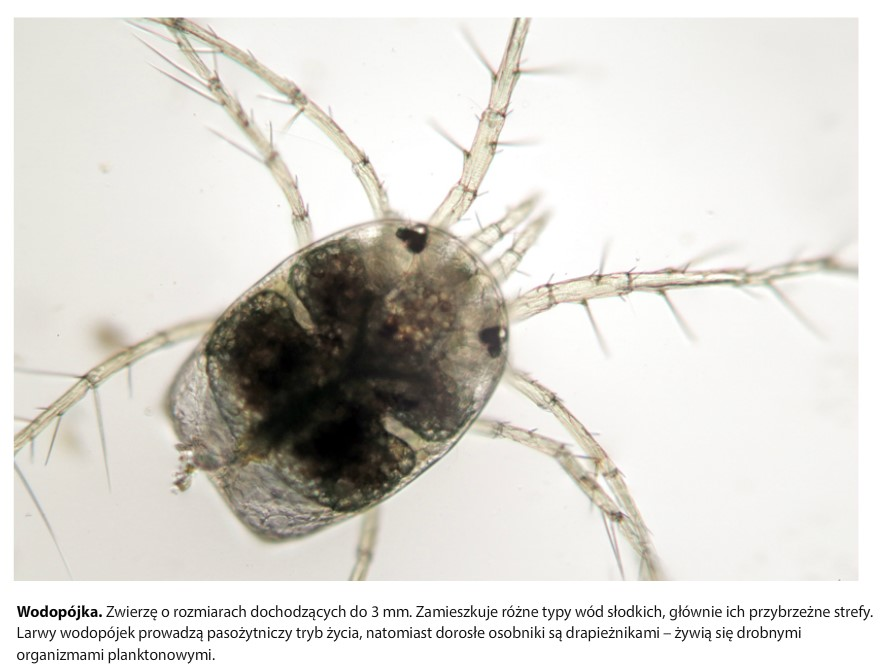 Wodopójka. Zwierzę o rozmiarach dochodzących do 3 mm. Zamieszkuje różne typy wód słodkich, głównie ich przybrzeżne strefy.
Larwy wodopójek prowadzą pasożytniczy tryb życia, natomiast dorosłe osobniki są drapieżnikami – żywią się drobnymi
organizmami planktonowymi.